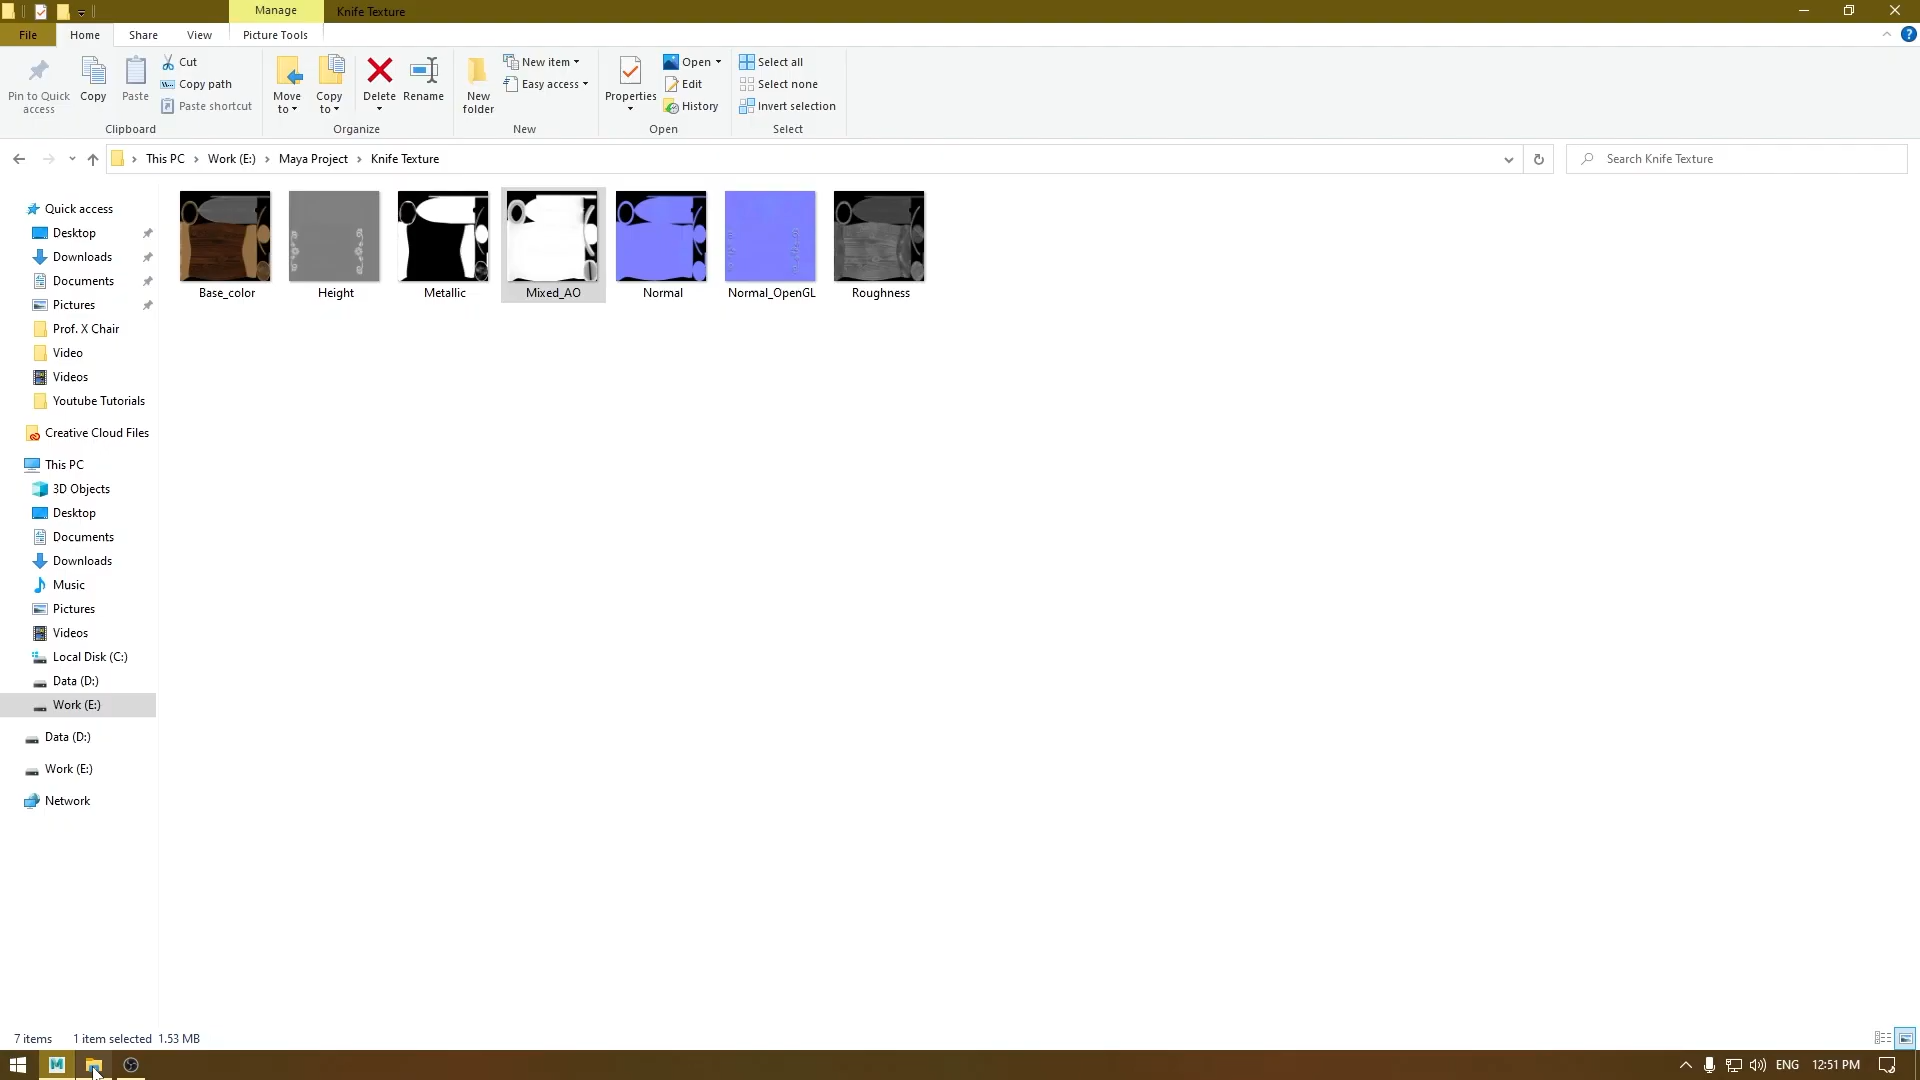 Manage
Knife Texture
File
Home
Share
View
Picture Tools
Pin to Quick access
Copy
Paste
Cut
Copy path
Paste shortcut
Clipboard
Move to
Copy to
Delete
Rename
Organize
New folder
New item
Easy access
New
Properties
Open
Edit
History
Open
Select all
Select none
Invert selection
Select
This PC
Work (E:)
Maya Project
Knife Texture
Search Knife Texture
Quick access
Desktop
Downloads
Documents
Pictures
Prof. X Chair
Video
Videos
Youtube Tutorials
Creative Cloud Files
This PC
3D Objects
Desktop
Documents
Downloads
Music
Pictures
Videos
Local Disk (C:)
Data (D:)
Work (E:)
Data (D:)
Work (E:)
Network
Base_color
Height
Metallic
Mixed_AO
Normal
Normal_OpenGL
Roughness
7 items
1 item selected 1.53 MB
M
ENG
12:51 PM